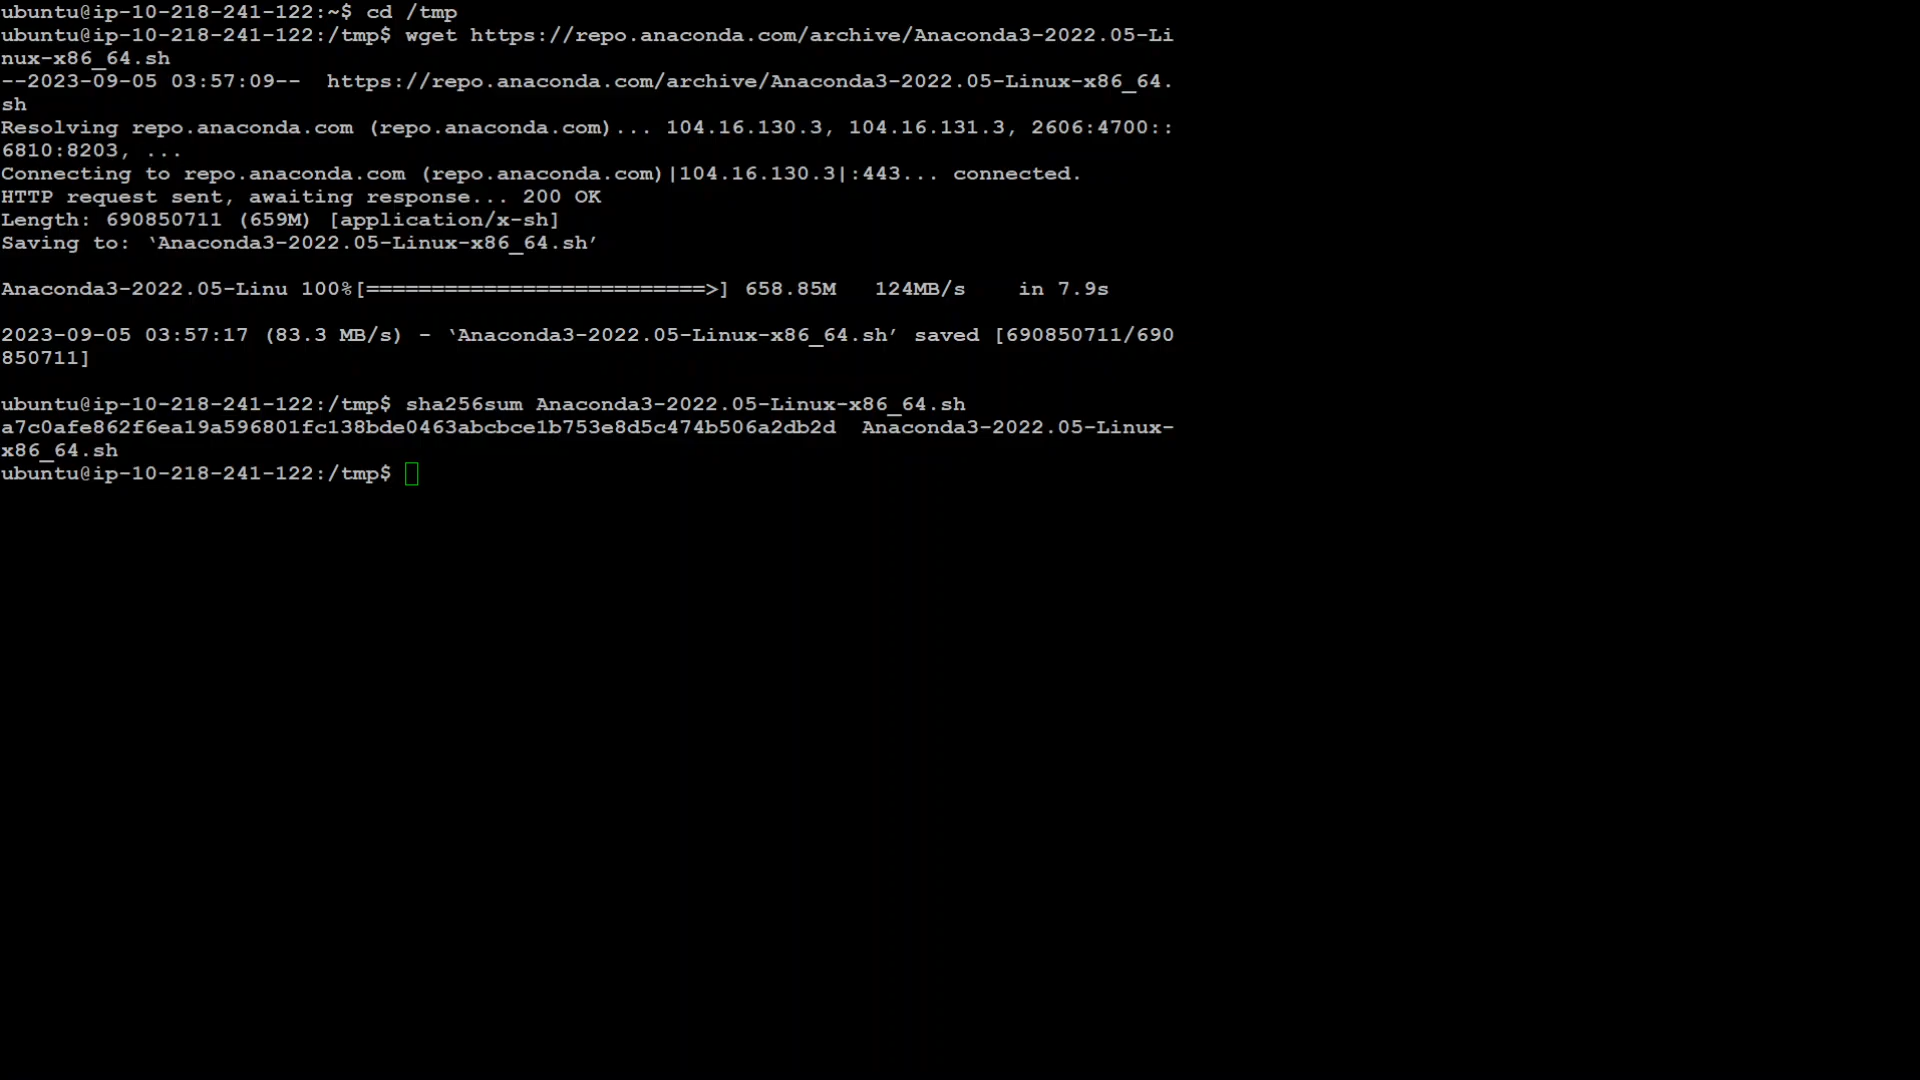 ubuntu@ip-10-218-241-122:~$ cd /tmp
ubuntu@ip-10-218-241-122:/tmp$ wget https://repo.anaconda.com/archive/Anaconda3-2022.05-Li
nux-x86_64.sh
--2023-09-05 03:57:09--  https://repo.anaconda.com/archive/Anaconda3-2022.05-Linux-x86_64.
sh
Resolving repo.anaconda.com (repo.anaconda.com)... 104.16.130.3, 104.16.131.3, 2606:4700::
6810:8203, ...
Connecting to repo.anaconda.com (repo.anaconda.com)|104.16.130.3|:443... connected.
HTTP request sent, awaiting response... 200 OK
Length: 690850711 (659M) [application/x-sh]
Saving to: ‘Anaconda3-2022.05-Linux-x86_64.sh’
Anaconda3-2022.05-Linu 100%[==========================>] 658.85M   124MB/s    in 7.9s
2023-09-05 03:57:17 (83.3 MB/s) - ‘Anaconda3-2022.05-Linux-x86_64.sh’ saved [690850711/690
850711]
ubuntu@ip-10-218-241-122:/tmp$ sha256sum Anaconda3-2022.05-Linux-x86_64.sh
a7c0afe862f6ea19a596801fc138bde0463abcbce1b753e8d5c474b506a2db2d  Anaconda3-2022.05-Linux-
x86_64.sh
ubuntu@ip-10-218-241-122:/tmp$